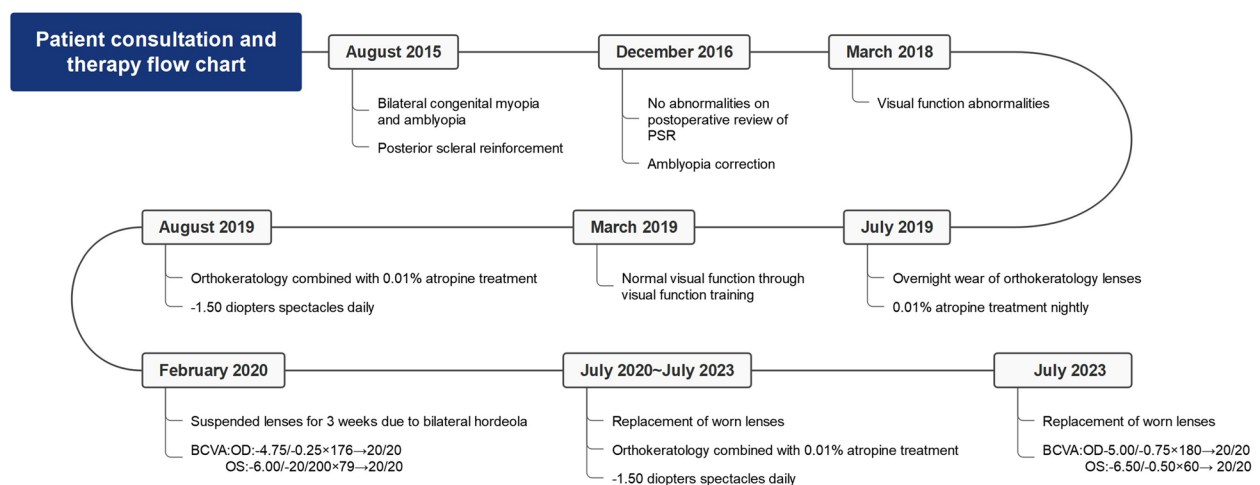 Patient consultation and
therapy flow chart
August 2015
Bilateral congenital myopia
and amblyopia
Posterior scleral reinforcement
December 2016
No abnormalities on
postoperative review of
PSR
Amblyopia correction
March 2018
Visual function abnormalities
July 2019
Overnight wear of orthokeratology lenses
0.01% atropine treatment nightly
March 2019
Normal visual function through
visual function training
August 2019
Orthokeratology combined with 0.01% atropine treatment
-1.50 diopters spectacles daily
February 2020
Suspended lenses for 3 weeks due to bilateral hordeola
BCVA:OD:-4.75/-0.25×176→20/20
OS:-6.00/-20/200×79→20/20
July 2020~July 2023
Replacement of worn lenses
Orthokeratology combined with 0.01% atropine treatment
-1.50 diopters spectacles daily
July 2023
Replacement of worn lenses
BCVA:OD-5.00/-0.75×180→20/20
OS:-6.50/-0.50×60→ 20/20